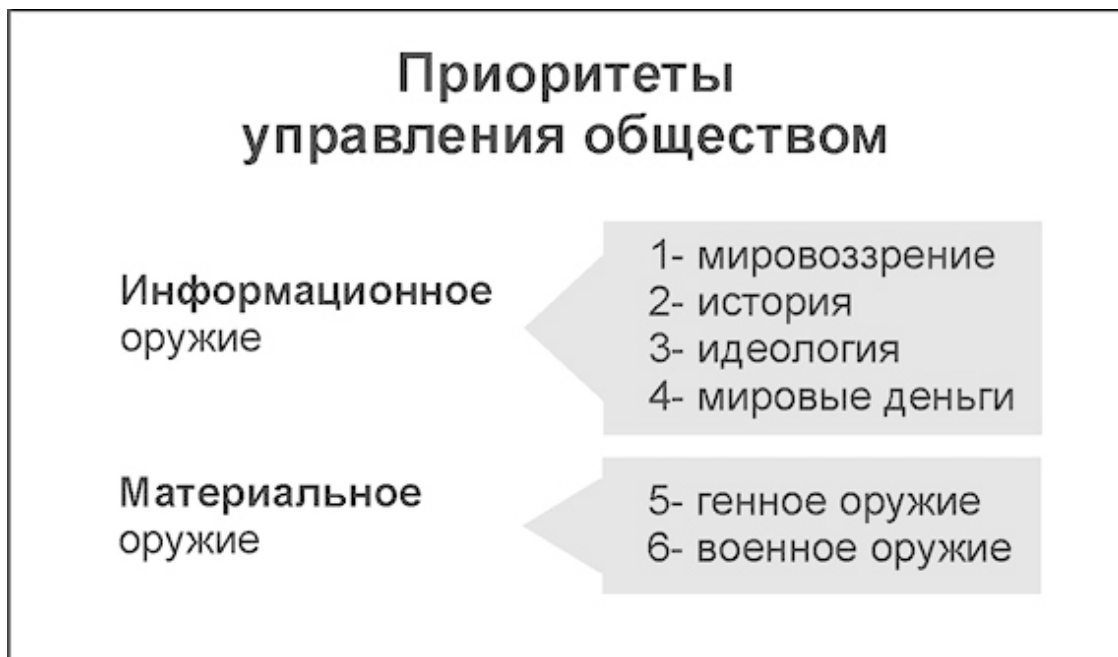 Приоритеты
управления обществом
Информационное
оружие
1- мировоззрение
2- история
3- идеология
4- мировые деньги
Материальное
оружие
5- генное оружие
6- военное оружие